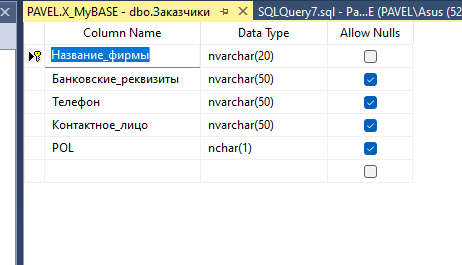 PAVEL.X_MyBASE - dbo.Заказчики
SQLQuery7.sql - Pa...E (PAVEL\Asus (52
Column Name Data Type Allow Nulls
Название_фирмы nvarchar(20)
Банковские_реквизиты nvarchar(50)
Телефон nvarchar(50)
Контактное_лицо nvarchar(50)
POL nchar(1)